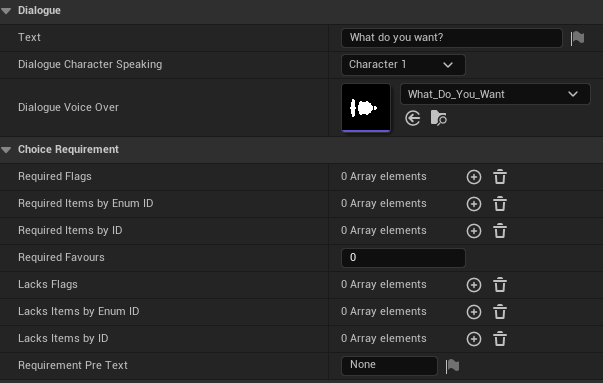 Dialogue
Text What do you want?
Dialogue Character Speaking Character 1
Dialogue Voice Over What_Do_You_Want
Choice Requirement
Required Flags 0 Array elements
Required Items by Enum ID 0 Array elements
Required Items by ID 0 Array elements
Required Favours 0
Lacks Flags 0 Array elements
Lacks Items by Enum ID 0 Array elements
Lacks Items by ID 0 Array elements
Requirement Pre Text None